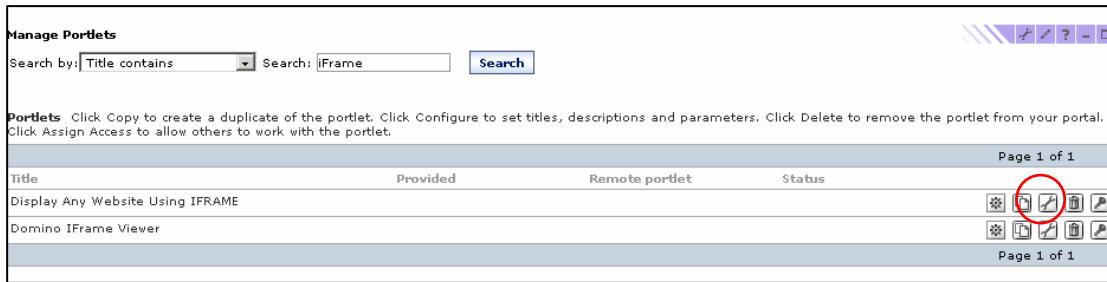 Manage Portlets
Search by: Title contains Search: iFrame Search
Portlets Click Copy to create a duplicate of the portlet. Click Configure to set titles, descriptions and parameters. Click Delete to remove the portlet from your portal.
Click Assign Access to allow others to work with the portlet.
Page 1 of 1
Title Provided Remote portlet Status
Display Any Website Using IFRAME
Domino IFrame Viewer
Page 1 of 1